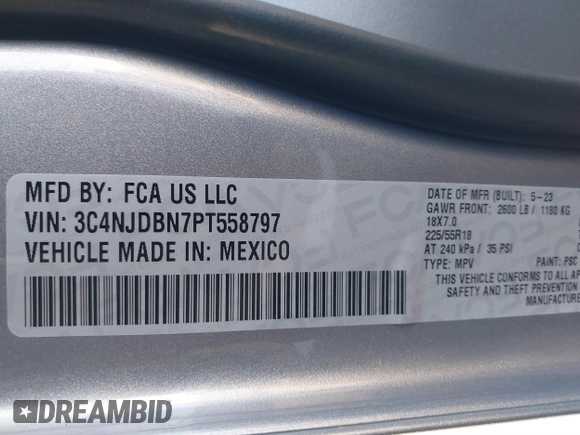 MFD BY: FCA US LLC
VIN: 3C4NJDBN7PT558797
VEHICLE MADE IN: MEXICO
DATE OF MFR (BUILT): 5-23
GAWR FRONT: 2600 LB / 1180 KG
18X7.0
225/55R18
AT 240 kPa / 35 PSI
TYPE: MPV PAINT: PSC
THIS VEHICLE CONFORMS TO ALL
SAFETY AND THEFT PREVENTION
MANUFACTURE
DREAMBID